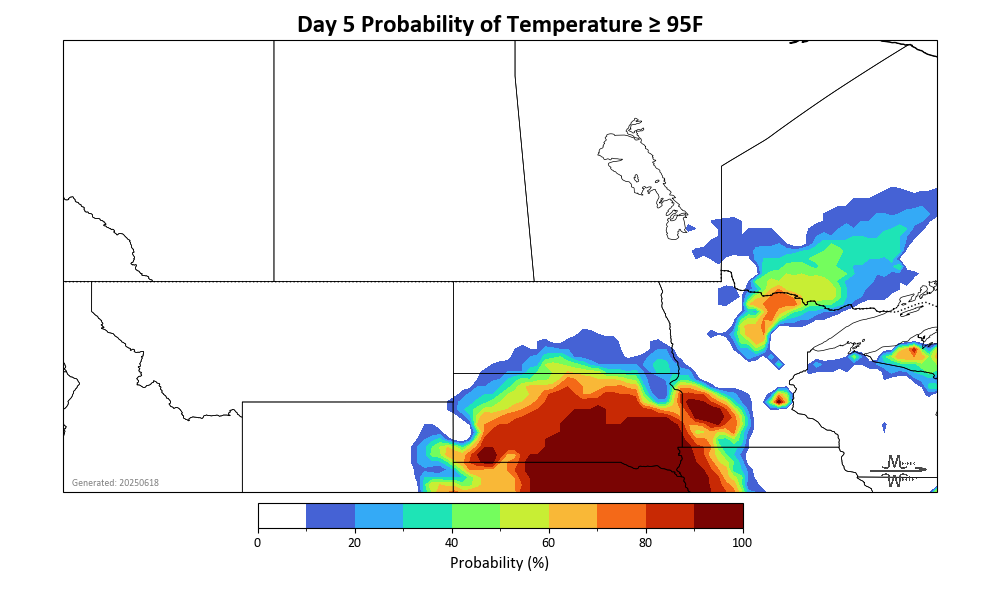 Day 5 Probability of Temperature ≥ 95F
Generated: 20250618
0 20 40 60 80 100
Probability (%)